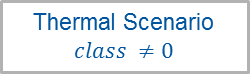 Thermal Scenario
class ≠ 0